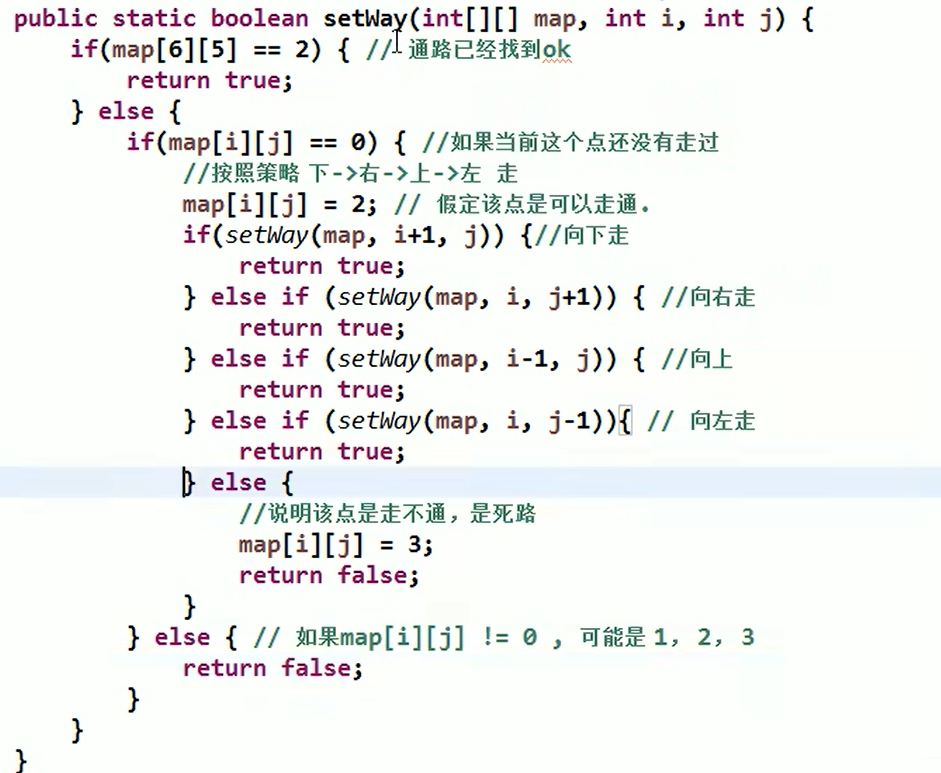 public static boolean setWay(int[][] map, int i, int j) {
if(map[6][5] == 2) { // 通路已经找到ok
return true;
} else {
if(map[i][j] == 0) { //如果当前这个点还没有走过
//按照策略 下->右->上->左 走
map[i][j] = 2; // 假定该点是可以走通.
if(setWay(map, i+1, j)) {//向下走
return true;
} else if (setWay(map, i, j+1)) { //向右走
return true;
} else if (setWay(map, i-1, j)) { //向上
return true;
} else if (setWay(map, i, j-1)){ // 向左走
return true;
} else {
//说明该点是走不通，是死路
map[i][j] = 3;
return false;
}
} else { // 如果map[i][j] != 0 , 可能是 1， 2， 3
return false;
}
}
}